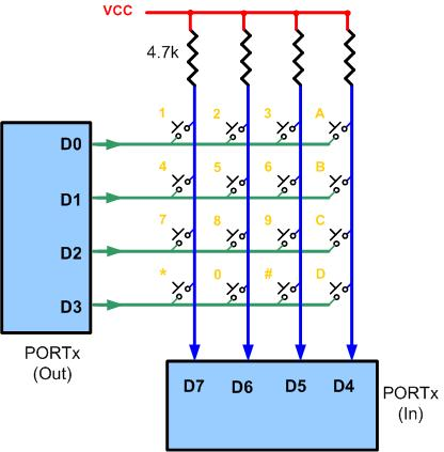 VCC
4.7k
1 2 3 A
D0
4 5 6 B
D1
7 8 9 C
D2
* 0 # D
D3
PORTx
(Out)
D7 D6 D5 D4
PORTx
(In)